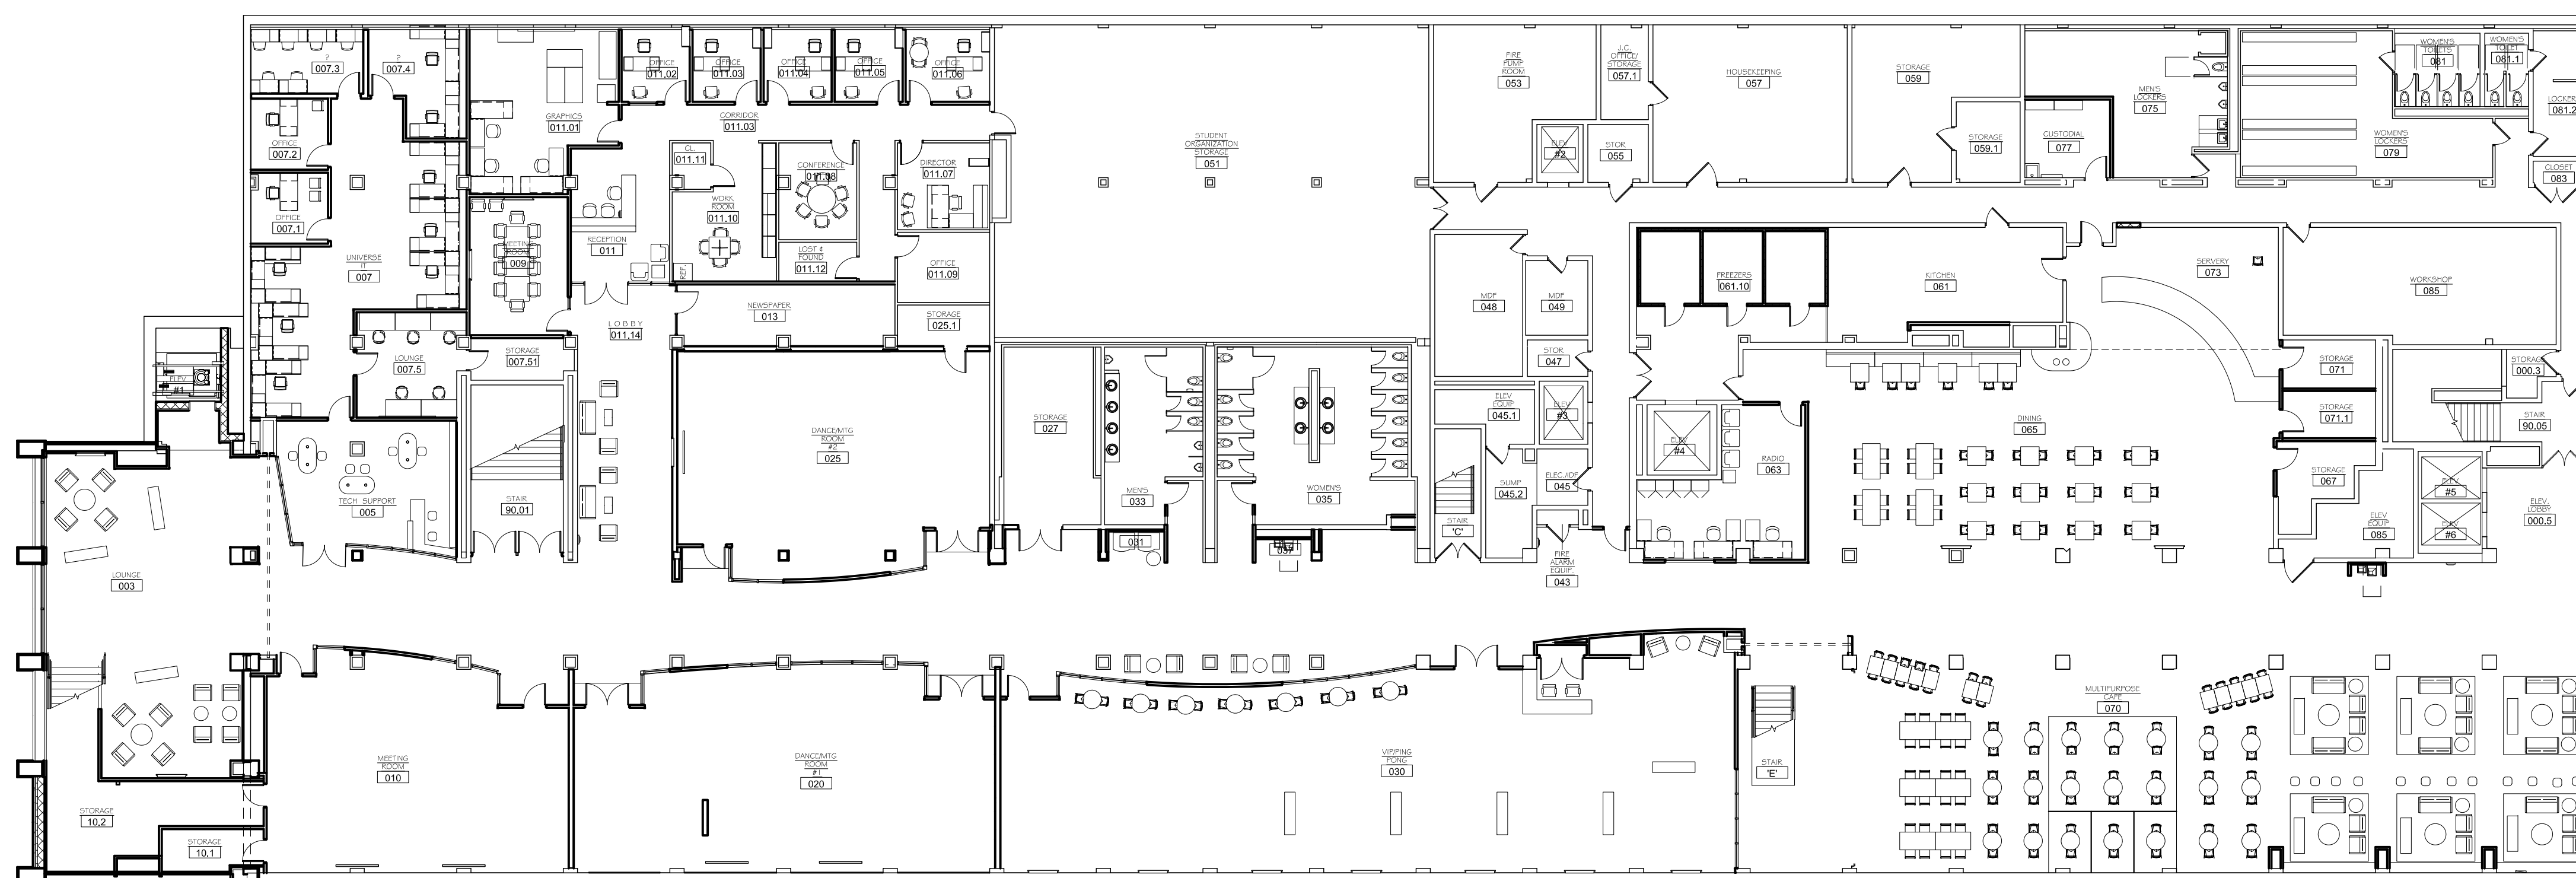 ?
007.3
?
007.4
OFFICE
007.2
OFFICE
007.1
UNIVERSE
IT
007
LOUNGE
007.5
GRAPHICS
011.01
OFFICE
011.02
OFFICE
011.03
OFFICE
011.04
OFFICE
011.05
OFFICE
011.06
CORRIDOR
011.03
CL.
011.11
WORK
ROOM
011.10
CONFERENCE
011.08
DIRECTOR
011.07
MEETING
ROOM
009
RECEPTION
011
REF.
LOST &
FOUND
011.12
OFFICE
011.09
NEWSPAPER
013
STORAGE
025.1
LOBBY
011.14
STORAGE
007.51
ELEV
#1
TECH SUPPORT
005
STAIR
90.01
DANCE/MTG
ROOM
#2
025
LOUNGE
003
STUDENT
ORGANIZATION
STORAGE
051
STORAGE
027
MEN'S
033
031
WOMEN'S
035
037
FIRE
PUMP
ROOM
053
J.C.
OFFICE/
STORAGE
057.1
ELEV
#2
STOR
055
HOUSEKEEPING
057
STORAGE
059
STORAGE
059.1
MEN'S
LOCKERS
075
CUSTODIAL
077
WOMEN'S
TOILETS
081
WOMEN'S
TOILET
081.1
LOCKER
081.2
WOMEN'S
LOCKERS
079
CLOSET
083
MDF
048
MDF
049
STOR
047
ELEV
EQUIP
045.1
ELEV
#3
SUMP
045.2
ELEC./IDF
045
STAIR
'C'
FIRE
ALARM
EQUIP.
043
FREEZERS
061.10
KITCHEN
061
SERVERY
073
WORKSHOP
085
ELEV
#4
RADIO
063
DINING
065
STORAGE
071
STORAGE
071.1
STORAGE
067
STORAGE
000.3
STAIR
90.05
ELEV
#5
ELEV
#6
ELEV
EQUIP
085
ELEV.
LOBBY
000.5
STORAGE
10.2
STORAGE
10.1
MEETING
ROOM
010
DANCE/MTG
ROOM
#1
020
VIP/PING
PONG
030
STAIR
'E'
MULTIPURPOSE
CAFE
070